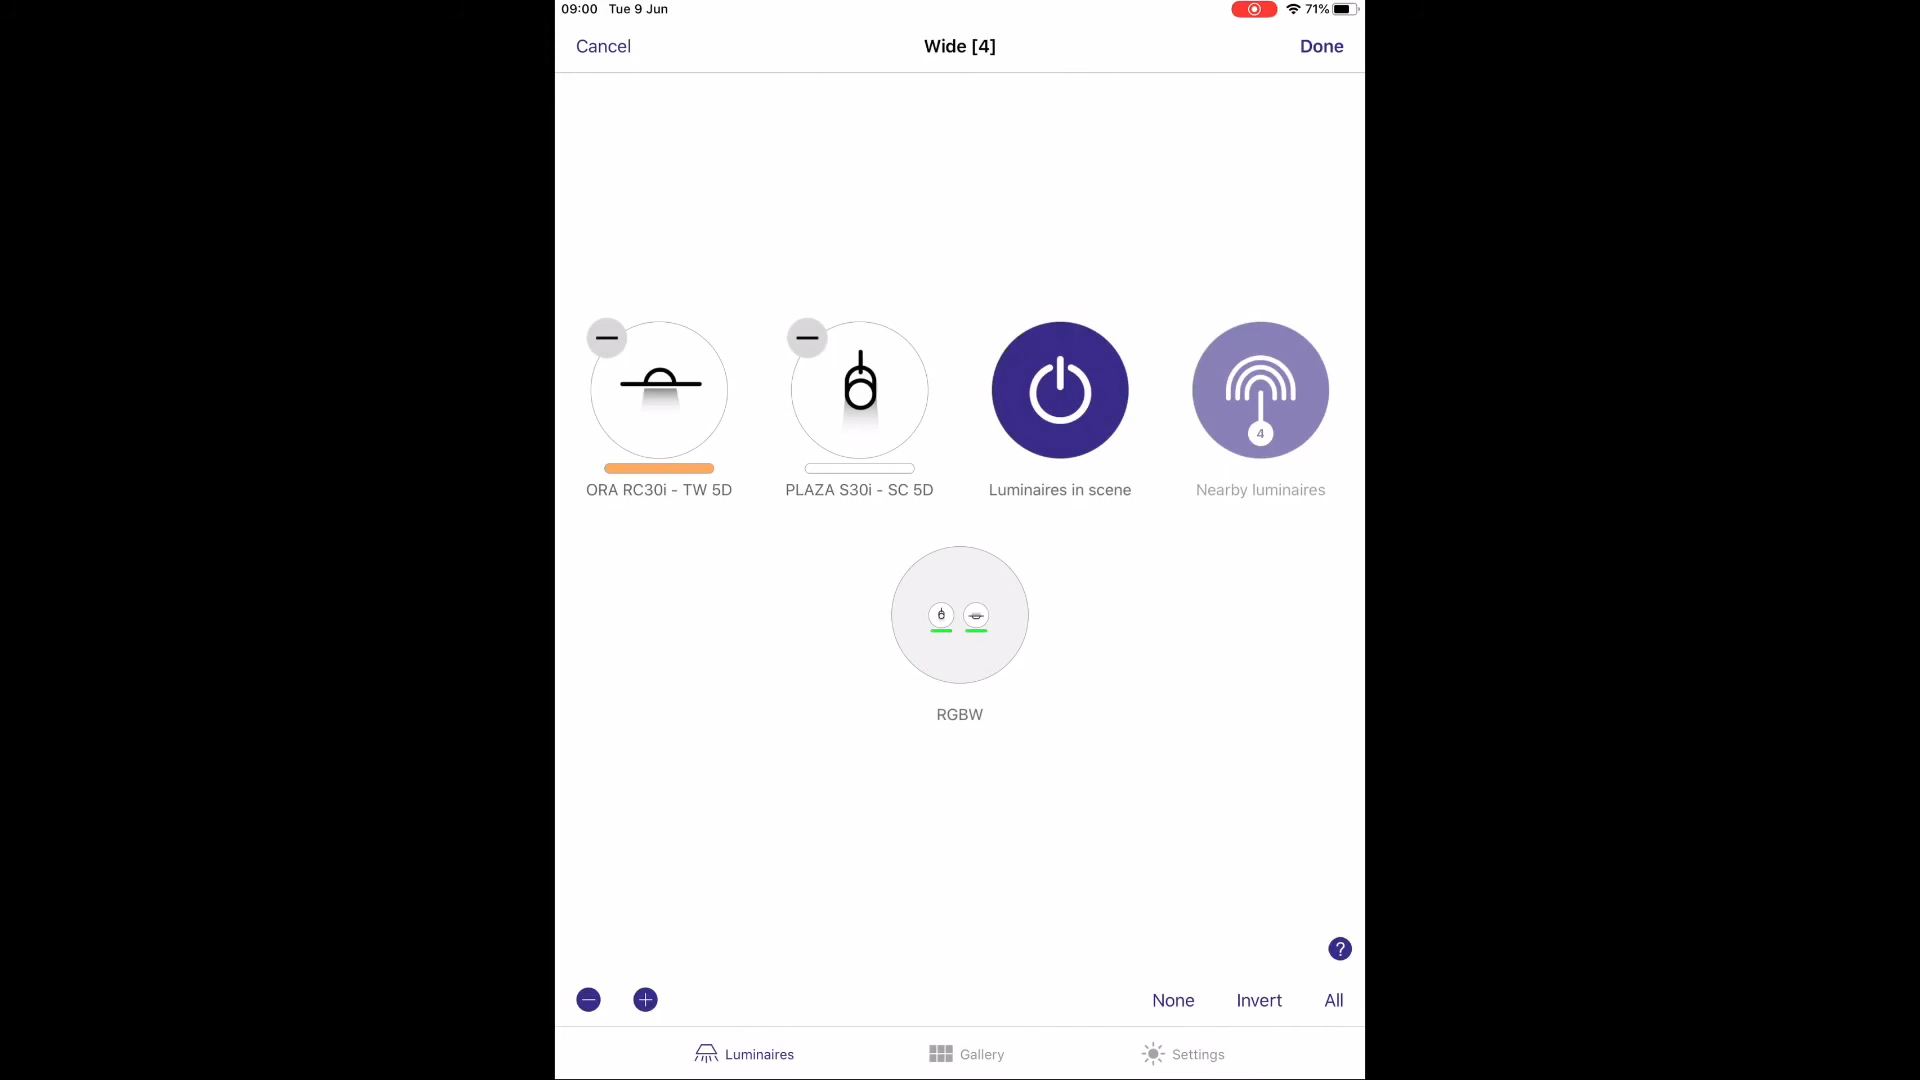 09:00 Tue 9 Jun
71%
Cancel
Wide [4]
Done
4
ORA RC30i - TW 5D
PLAZA S30i - SC 5D
Luminaires in scene
Nearby luminaires
RGBW
?
None
Invert
All
Luminaires
Gallery
Settings